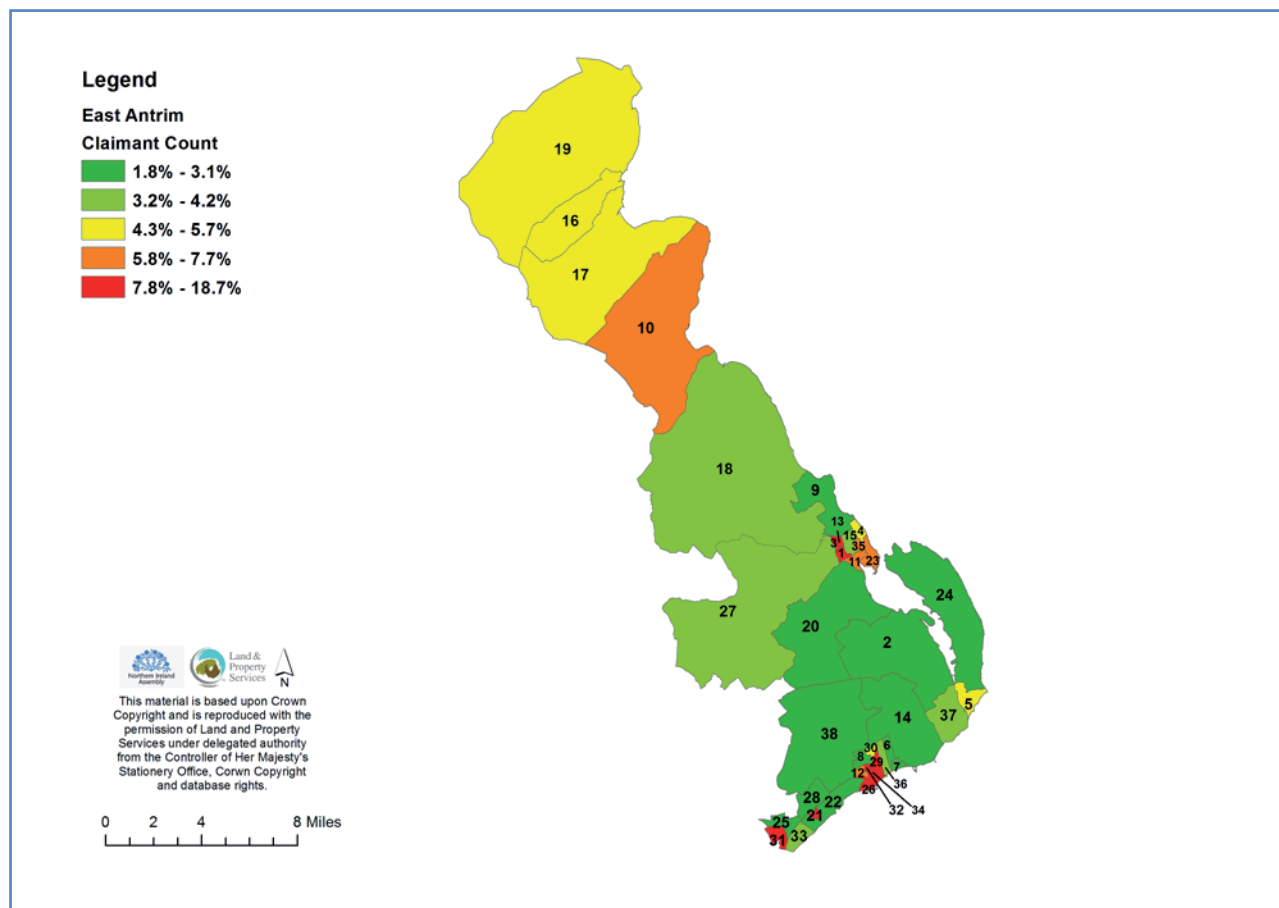 Legend
East Antrim
Claimant Count
1.8% - 3.1%
3.2% - 4.2%
4.3% - 5.7%
5.8% - 7.7%
7.8% - 18.7%
19
16
17
10
18
9
13
4
15
3
35
1
11
23
24
27
20
2
5
37
14
38
30
6
8
29
7
12
36
26
32
34
28
22
21
25
33
31
Northern Ireland
Assembly
Land &
Property
Services
N
This material is based upon Crown
Copyright and is reproduced with the
permission of Land and Property
Services under delegated authority
from the Controller of Her Majesty's
Stationery Office, Corwn Copyright
and database rights.
0 2 4 8 Miles